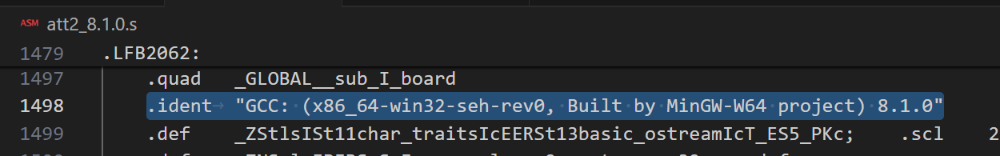 ASM att2_8.1.0.s
1479 .LFB2062:
1497 .quad _GLOBAL__sub_I_board
1498 .ident "GCC: (x86_64-win32-seh-rev0, Built by MinGW-W64 project) 8.1.0"
1499 .def _ZStlsISt11char_traitsIcEERSt13basic_ostreamIcT_ES5_PKc; .scl 2